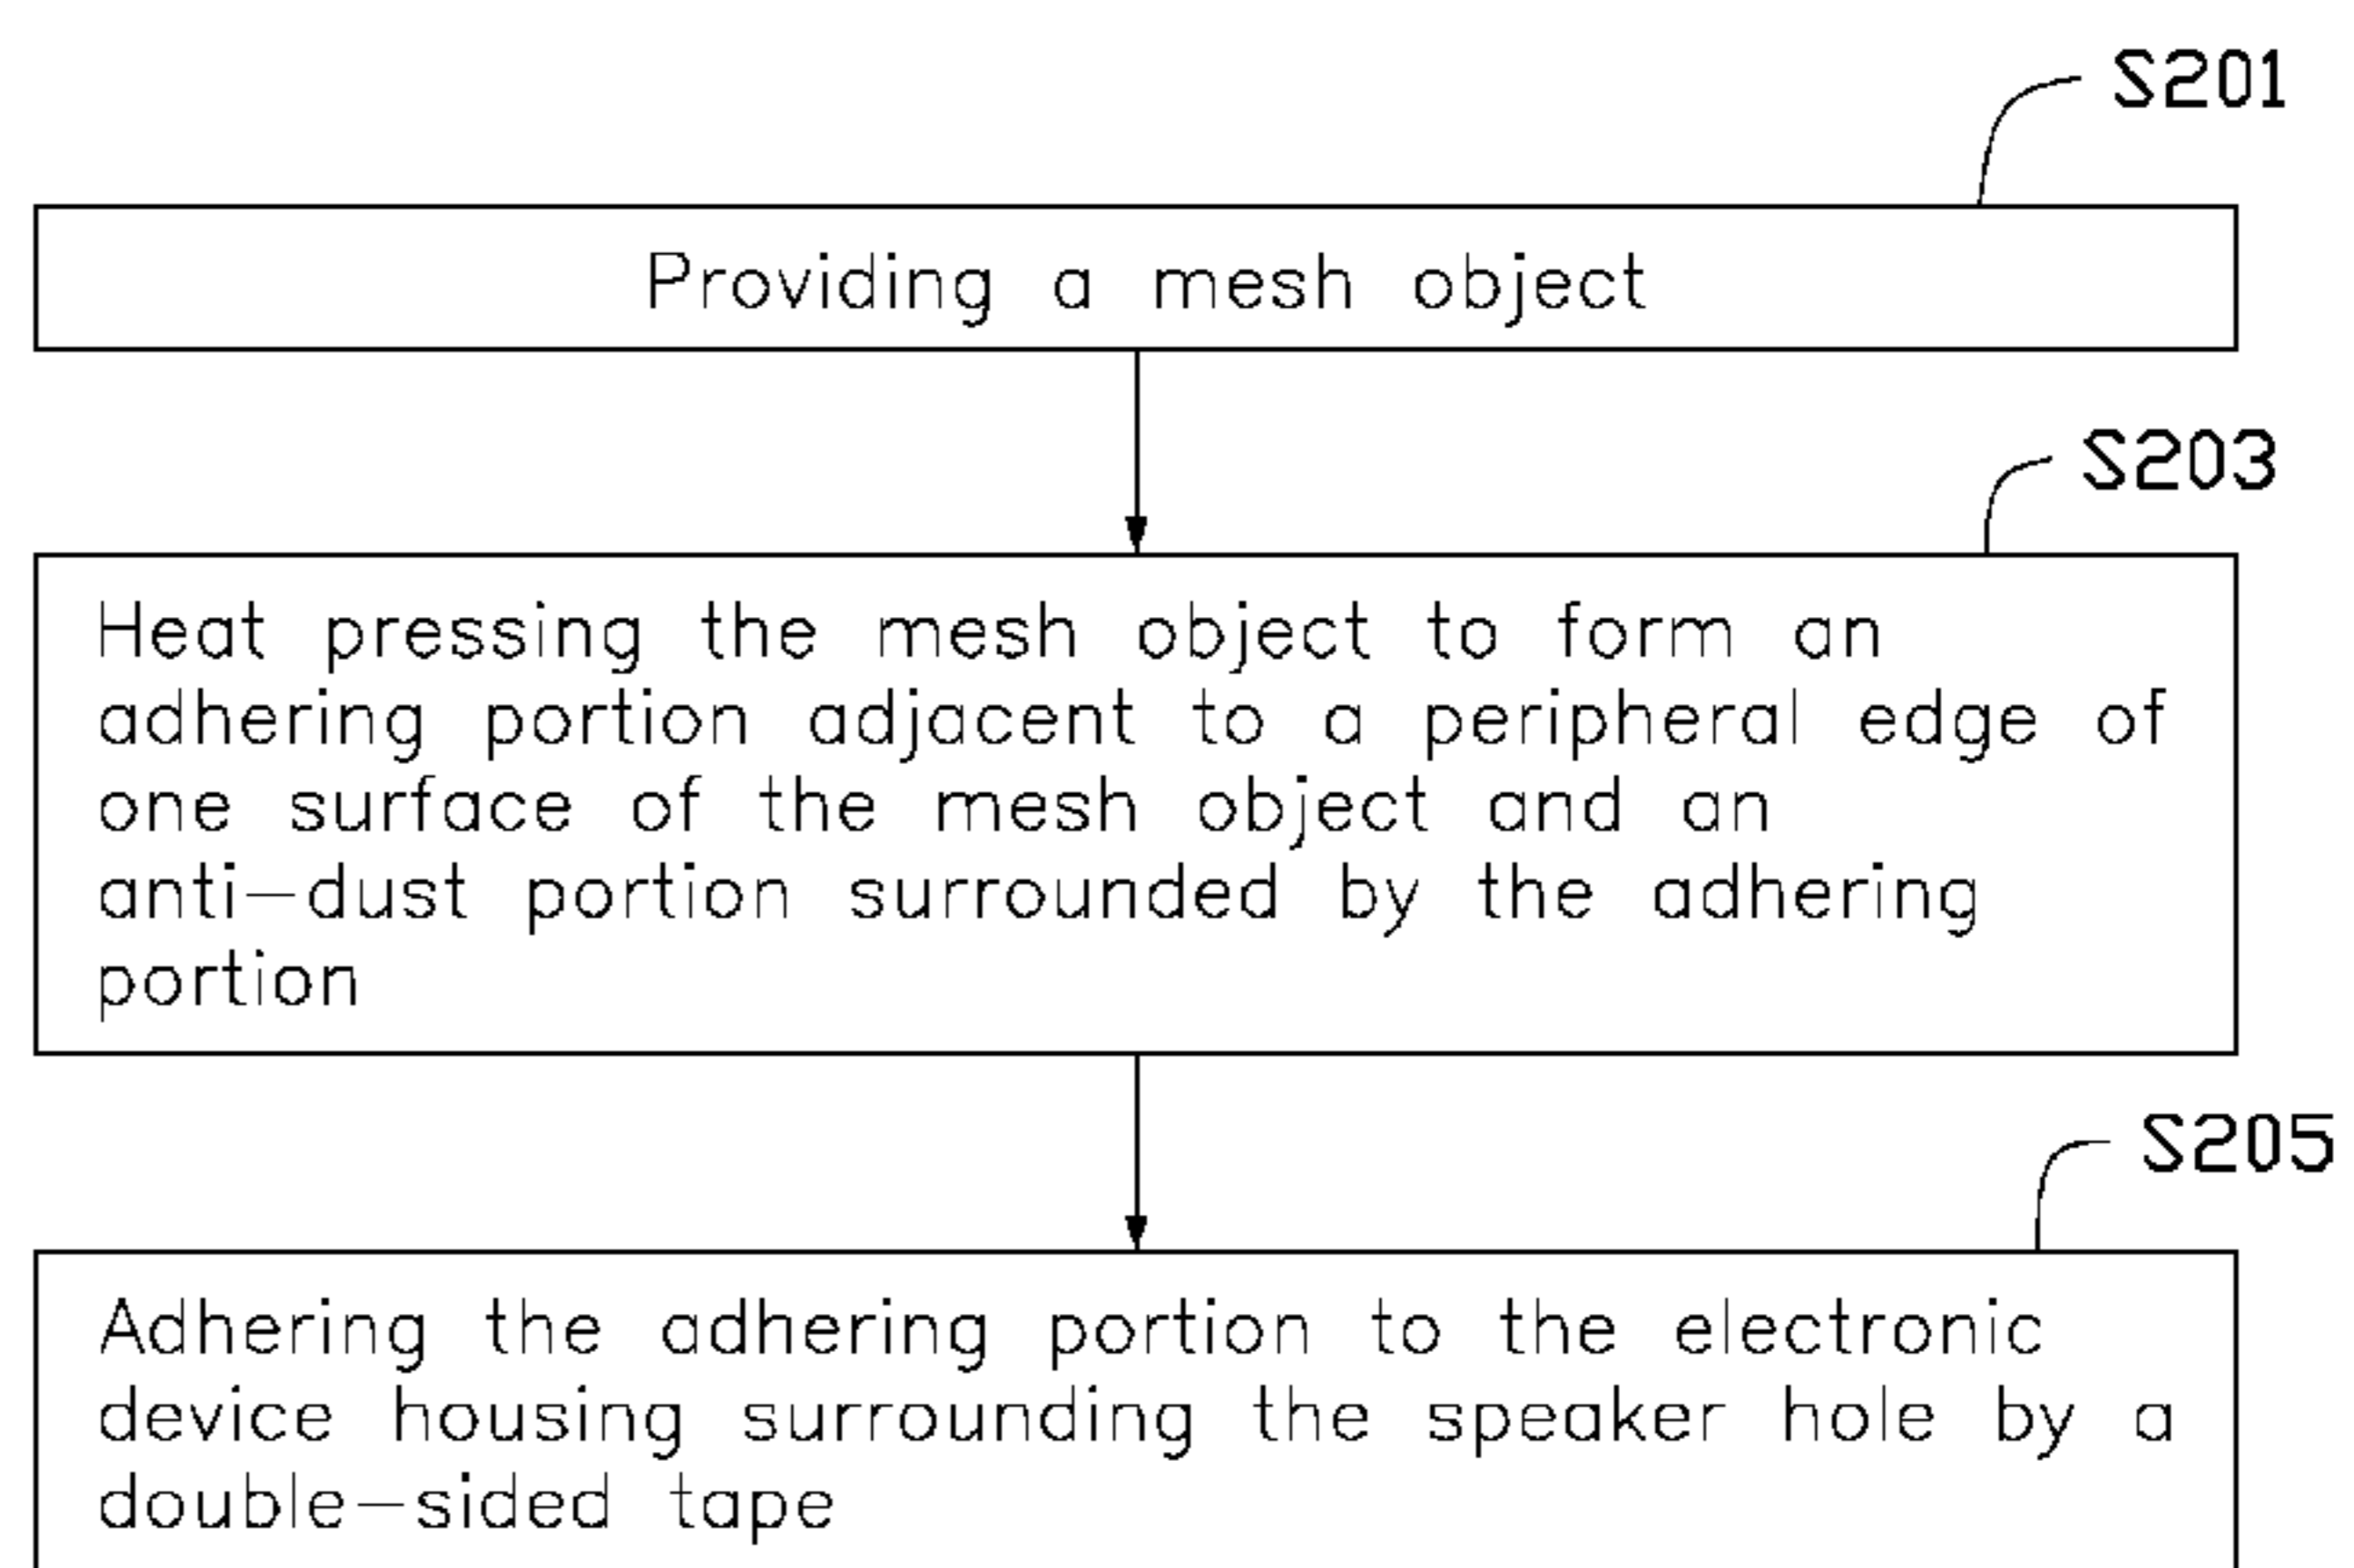 S201
Providing a mesh object
S203
Heat pressing the mesh object to form an
adhering portion adjacent to a peripheral edge of
one surface of the mesh object and an
anti-dust portion surrounded by the adhering
portion
S205
Adhering the adhering portion to the electronic
device housing surrounding the speaker hole by a
double-sided tape